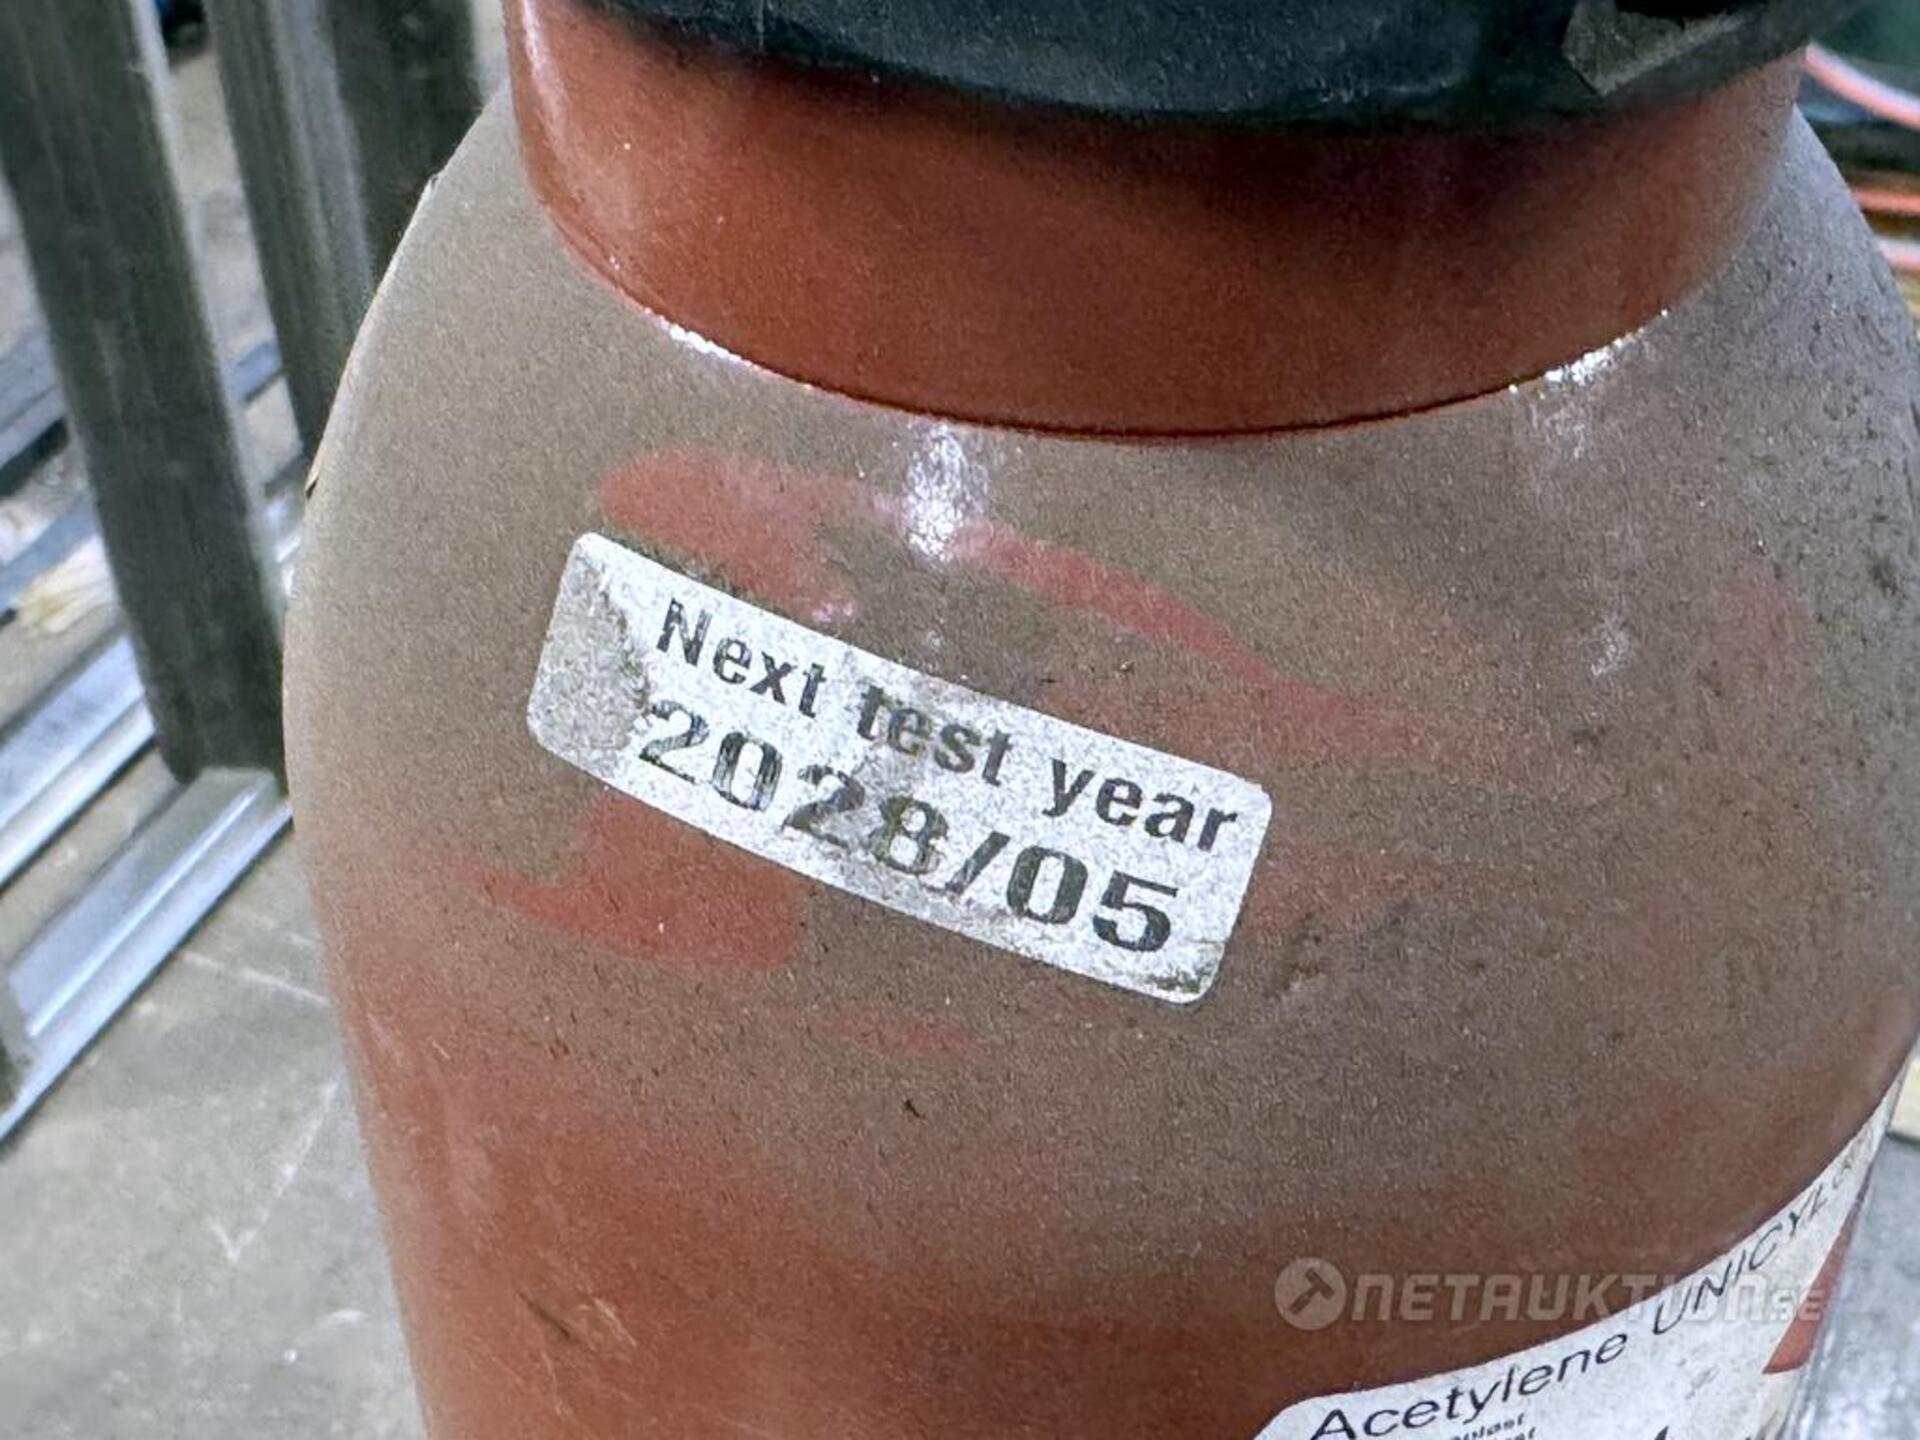 Next test year
2028/05
NETAUKTION.SE
Acetylene UNICYL